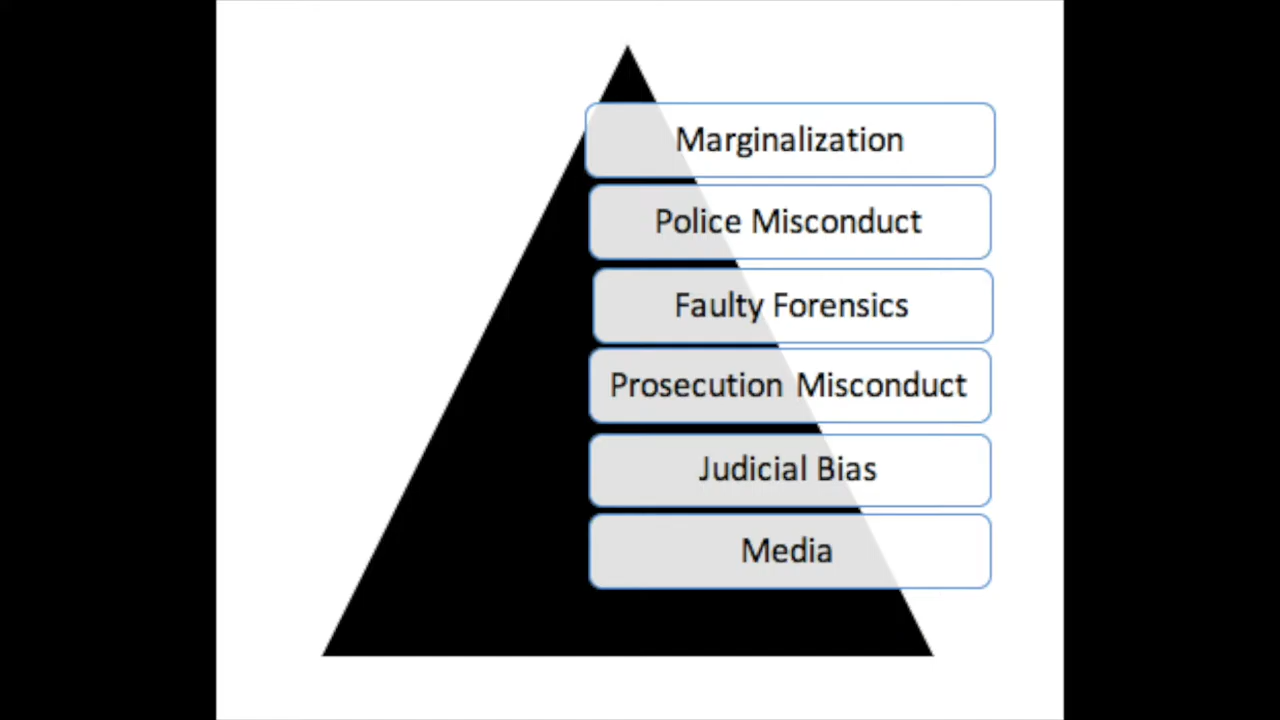 Marginalization
Police Misconduct
Faulty Forensics
Prosecution Misconduct
Judicial Bias
Media